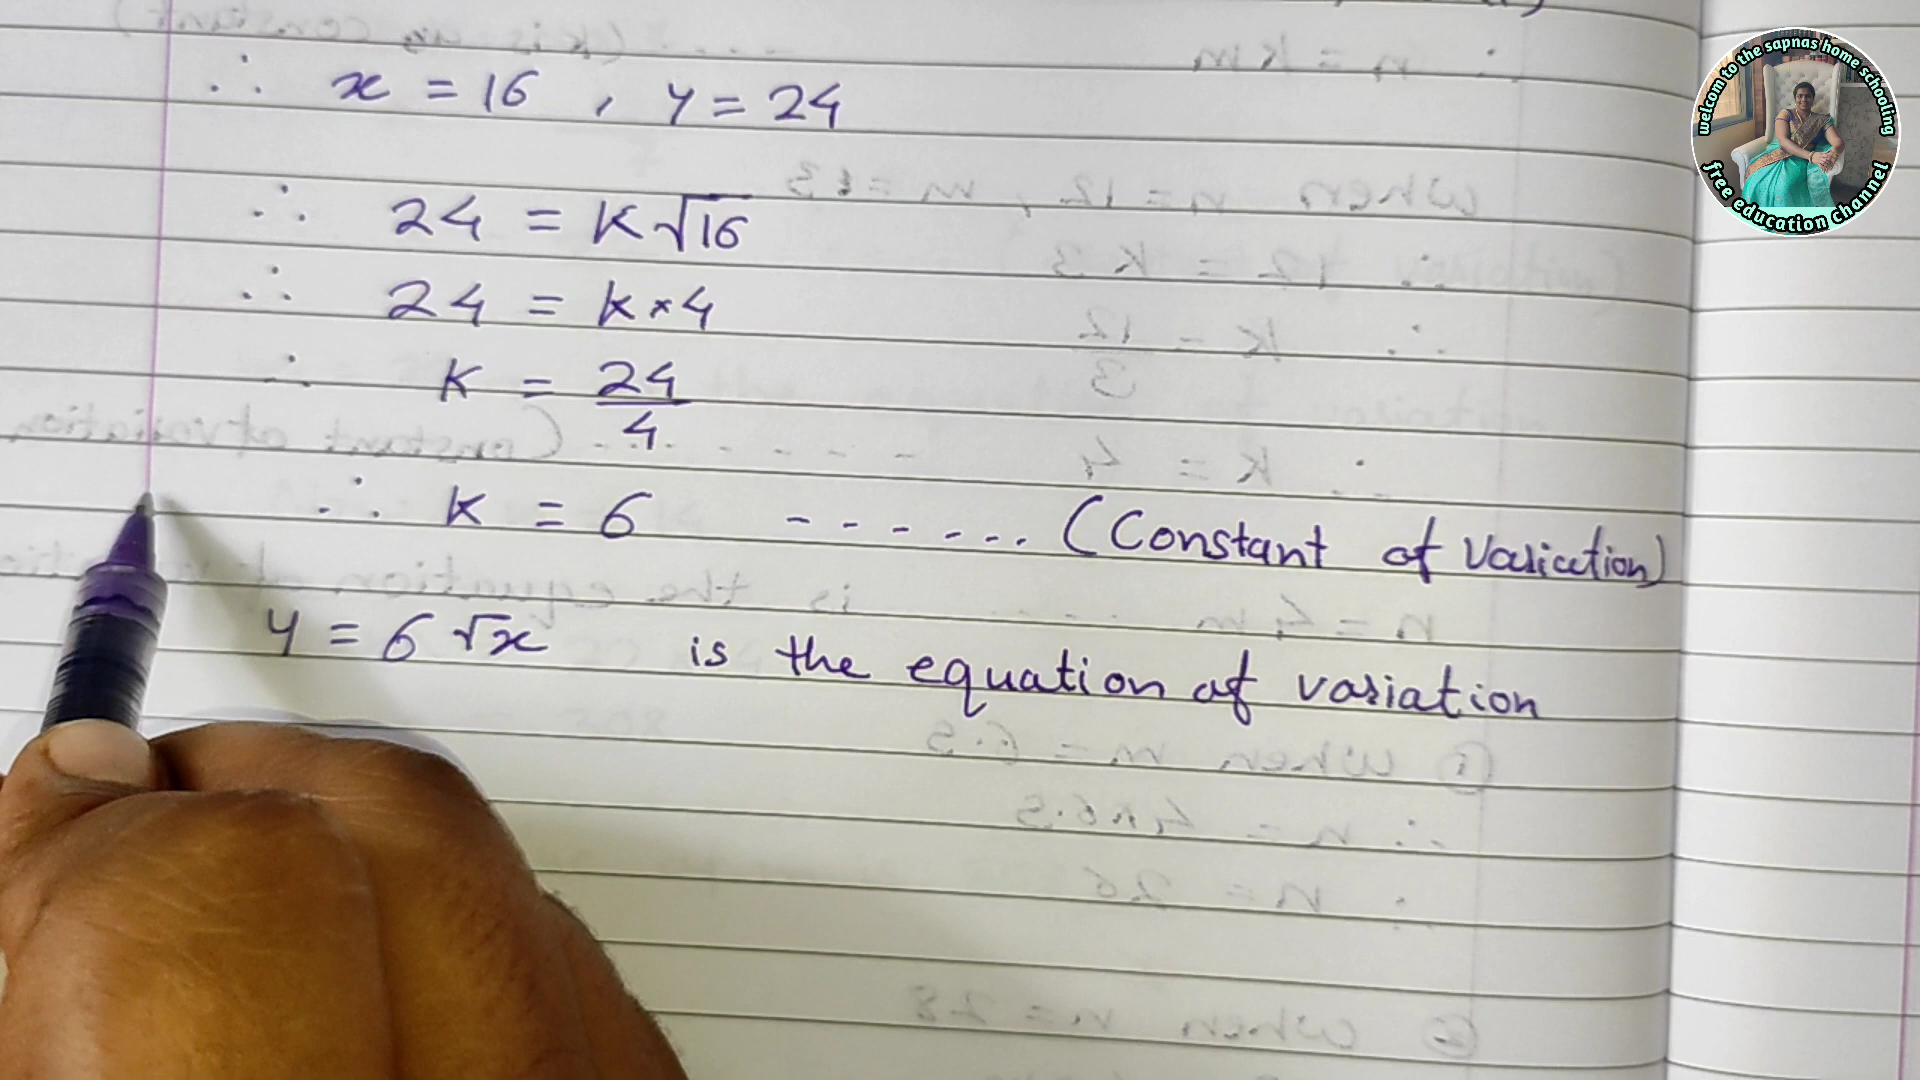 ∴ x = 16 , y = 24
∴ 24 = K√16
∴ 24 = K×4
∴ K = 24/4
∴ K = 6 ------ (Constant of Variation)
y = 6 √x is the equation of variation
welcom to the sapnas home schooling
free education channel